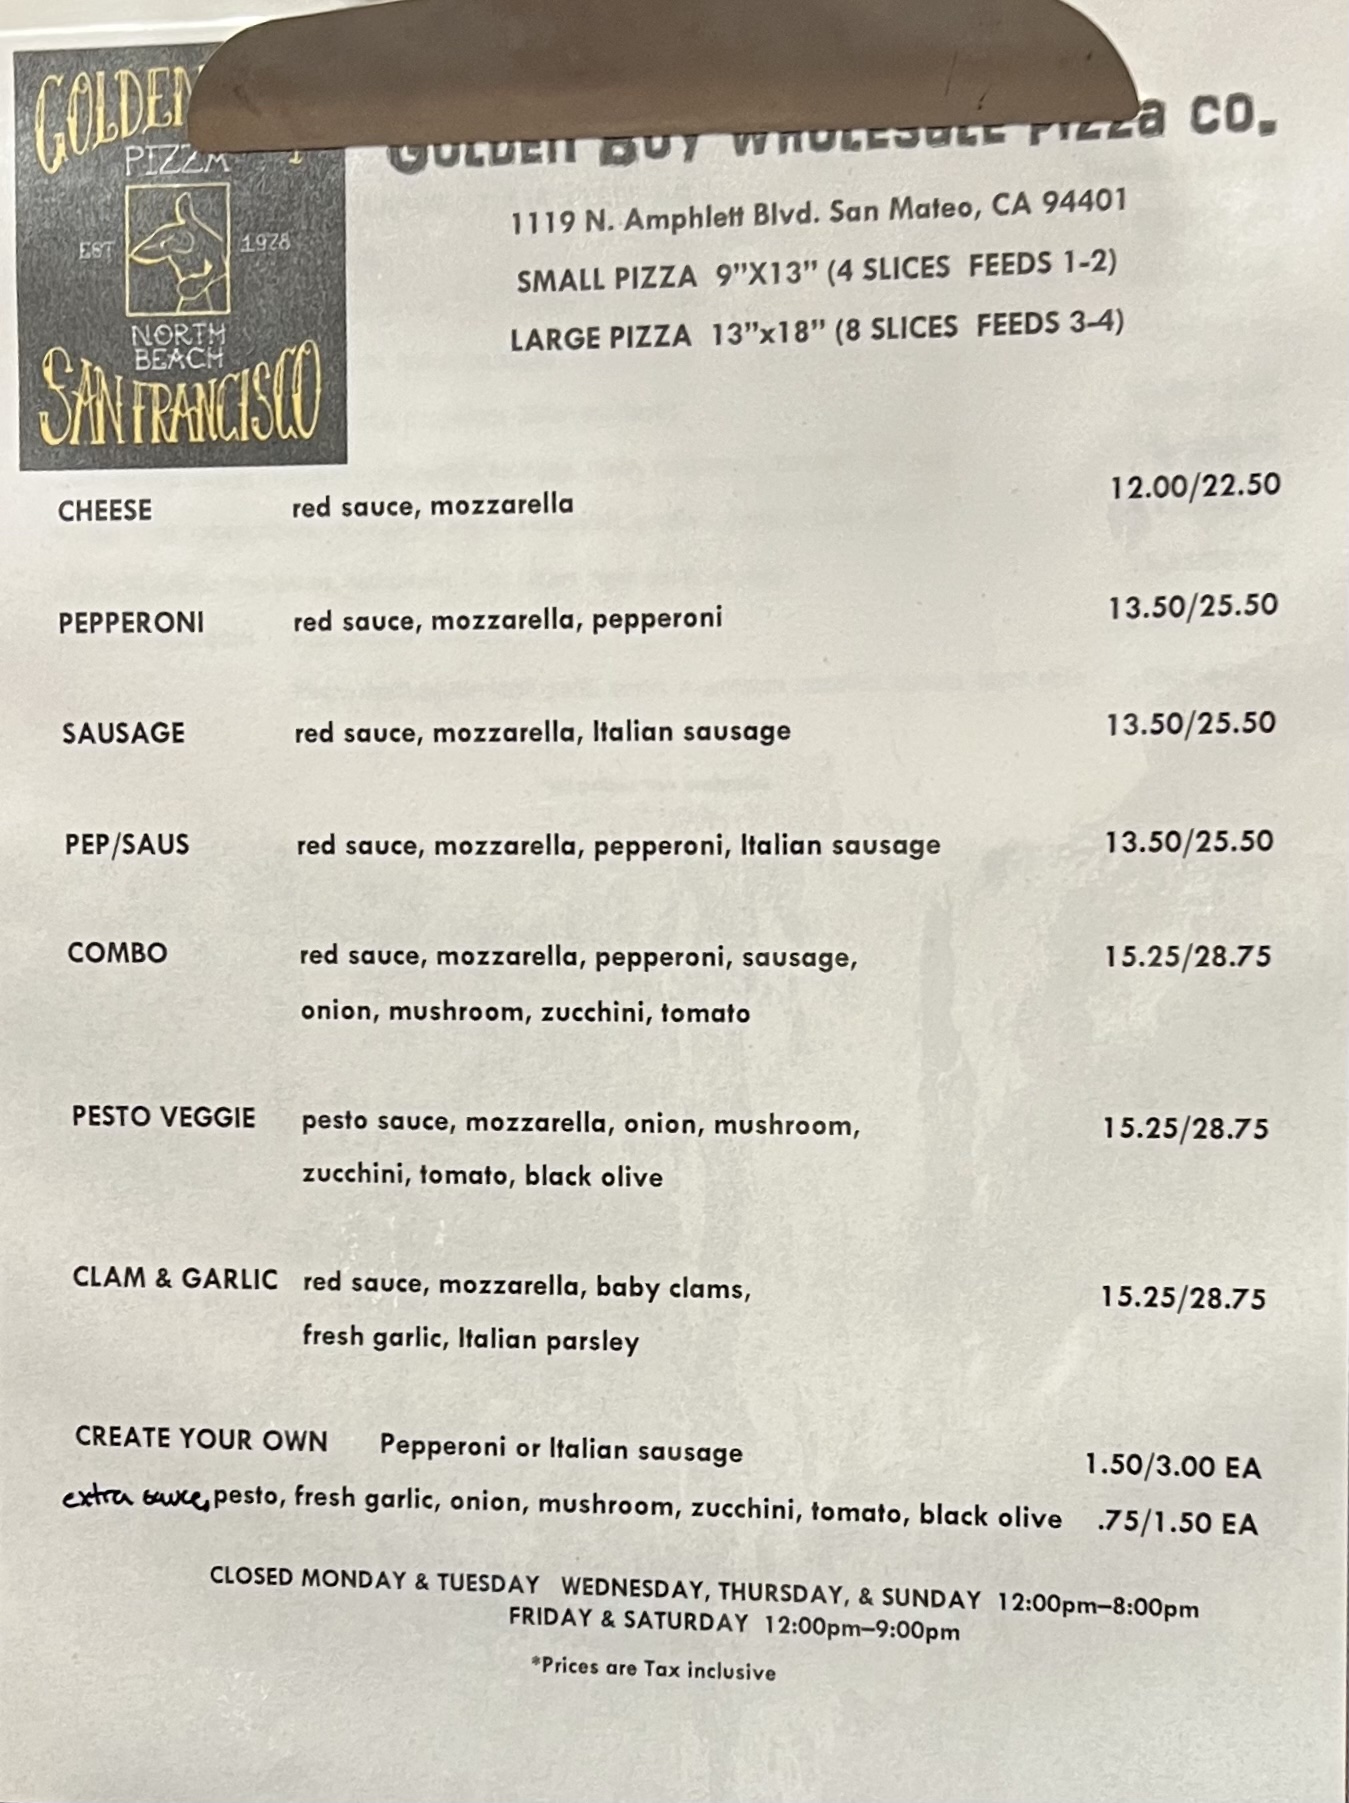 GOLDEN
PIZZA
EST 1978
NORTH
BEACH
SAN FRANCISCO
Golden Boy Wholesale Pizza Co.
1119 N. Amphlett Blvd. San Mateo, CA 94401
SMALL PIZZA 9”X13” (4 SLICES FEEDS 1-2)
LARGE PIZZA 13”x18” (8 SLICES FEEDS 3-4)
CHEESE red sauce, mozzarella 12.00/22.50
PEPPERONI red sauce, mozzarella, pepperoni 13.50/25.50
SAUSAGE red sauce, mozzarella, Italian sausage 13.50/25.50
PEP/SAUS red sauce, mozzarella, pepperoni, Italian sausage 13.50/25.50
COMBO red sauce, mozzarella, pepperoni, sausage, 15.25/28.75
onion, mushroom, zucchini, tomato
PESTO VEGGIE pesto sauce, mozzarella, onion, mushroom, 15.25/28.75
zucchini, tomato, black olive
CLAM & GARLIC red sauce, mozzarella, baby clams, 15.25/28.75
fresh garlic, Italian parsley
CREATE YOUR OWN Pepperoni or Italian sausage 1.50/3.00 EA
extra sauce, pesto, fresh garlic, onion, mushroom, zucchini, tomato, black olive .75/1.50 EA
CLOSED MONDAY & TUESDAY WEDNESDAY, THURSDAY, & SUNDAY 12:00pm–8:00pm
FRIDAY & SATURDAY 12:00pm–9:00pm
*Prices are Tax inclusive